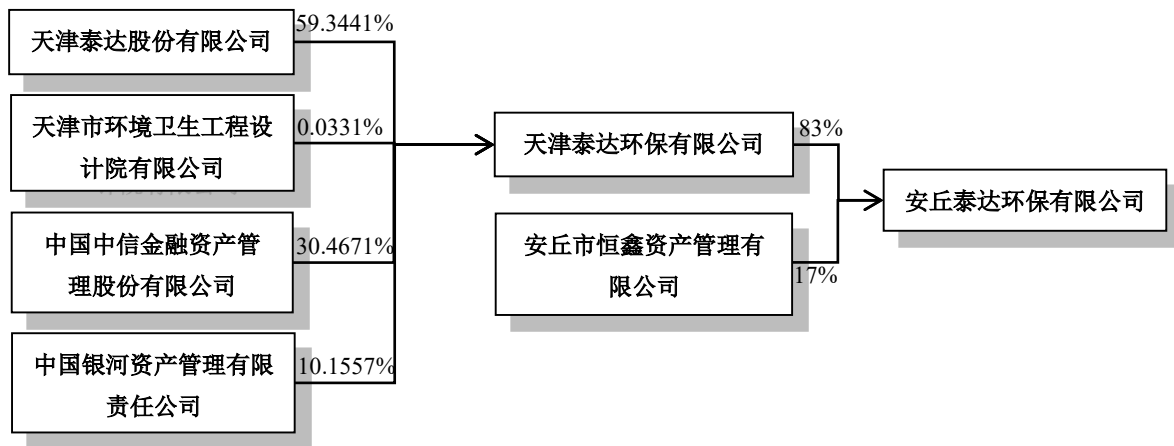 天津泰达股份有限公司
59.3441%
天津市环境卫生工程设
计院有限公司
0.0331%
中国中信金融资产管
理股份有限公司
30.4671%
中国银河资产管理有限
责任公司
10.1557%
天津泰达环保有限公司
83%
安丘市恒鑫资产管理有
限公司
17%
安丘泰达环保有限公司